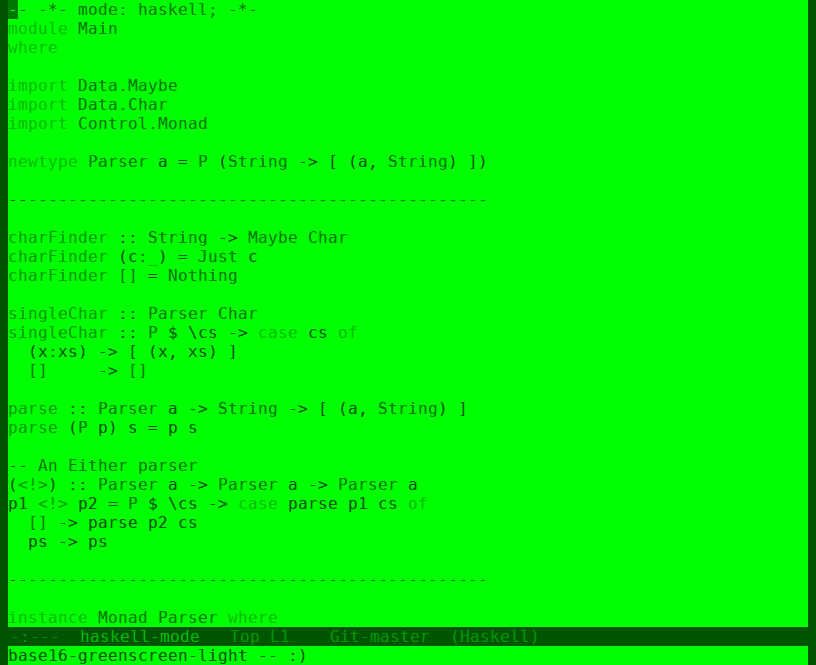 -- -*- mode: haskell; -*-
module Main
where

import Data.Maybe
import Data.Char
import Control.Monad

newtype Parser a = P (String -> [ (a, String) ])

------------------------------------------------

charFinder :: String -> Maybe Char
charFinder (c:_) = Just c
charFinder [] = Nothing

singleChar :: Parser Char
singleChar :: P $ \cs -> case cs of
  (x:xs) -> [ (x, xs) ]
  []     -> []

parse :: Parser a -> String -> [ (a, String) ]
parse (P p) s = p s

-- An Either parser
(<!>) :: Parser a -> Parser a -> Parser a
p1 <!> p2 = P $ \cs -> case parse p1 cs of
  [] -> parse p2 cs
  ps -> ps

------------------------------------------------

instance Monad Parser where
-:---  haskell-mode   Top L1    Git-master  (Haskell)
base16-greenscreen-light -- :)